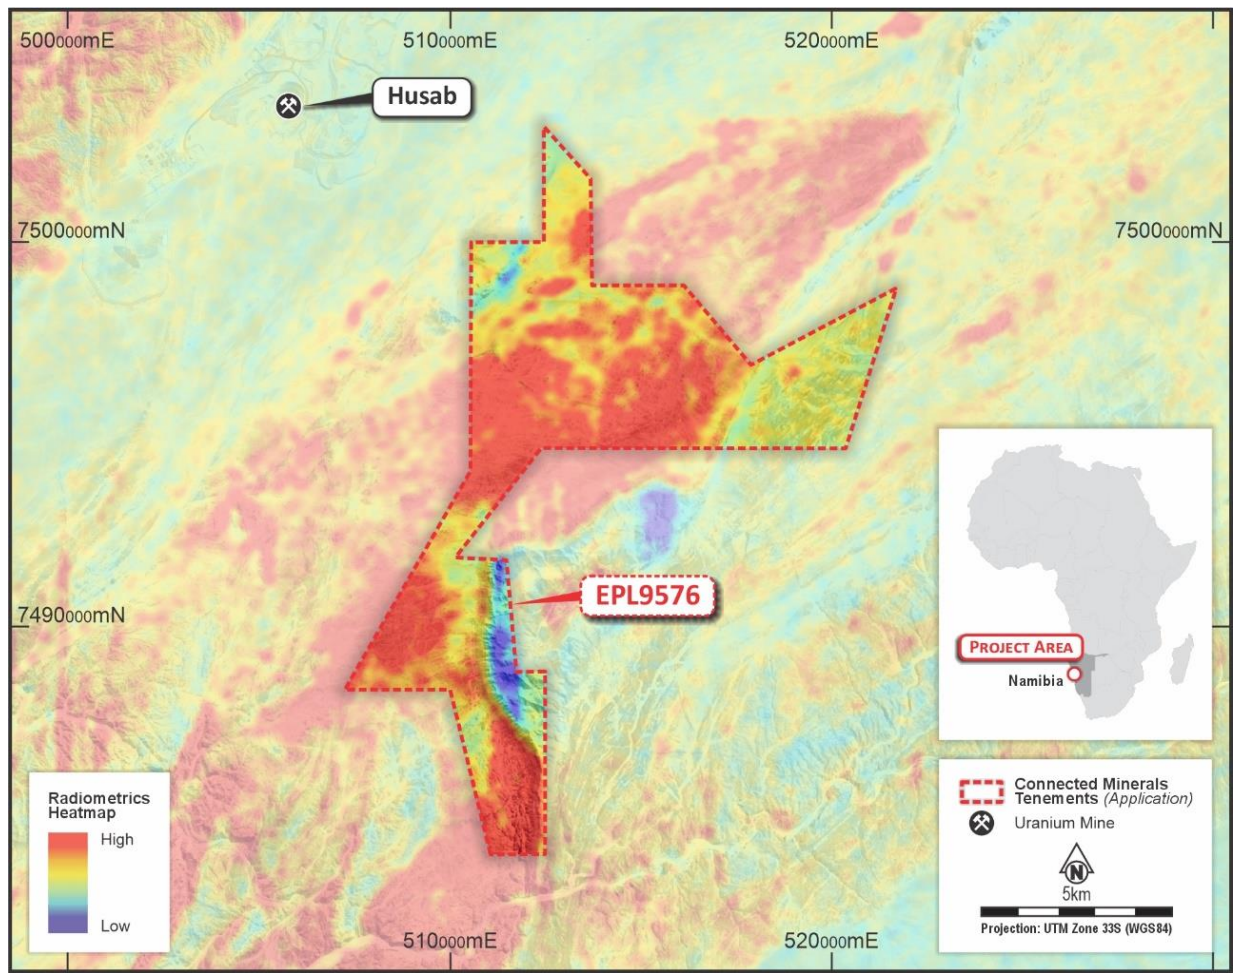 500000mE
510000mE
520000mE
Husab
7500000mN
7500000mN
EPL9576
7490000mN
PROJECT AREA
Namibia
Radiometrics
Heatmap
High
Low
Connected Minerals
Tenements (Application)
Uranium Mine
N
5km
Projection: UTM Zone 33S (WGS84)
510000mE
520000mE